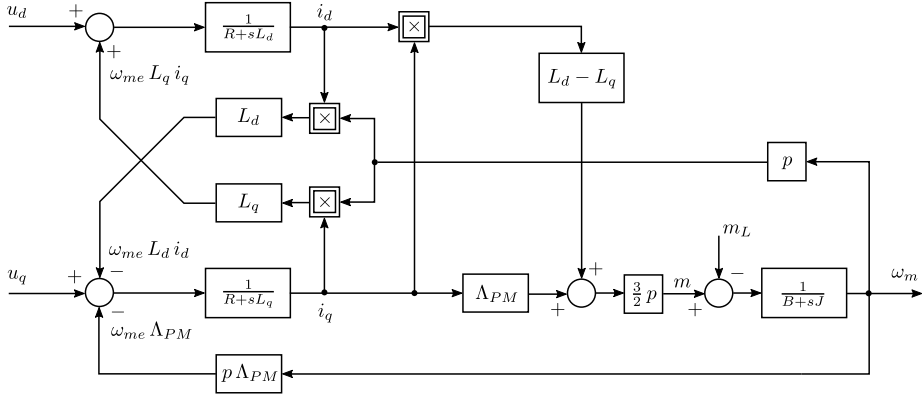 u_d + 1/(R+sL_d) i_d ×
+
ω_me L_q i_q
L_d − L_q
L_d ×
p
L_q ×
m_L
ω_me L_d i_d
u_q + − 1/(R+sL_q) Λ_PM + 3/2 p m − 1/(B+sJ) ω_m
− i_q + +
ω_me Λ_PM
p Λ_PM